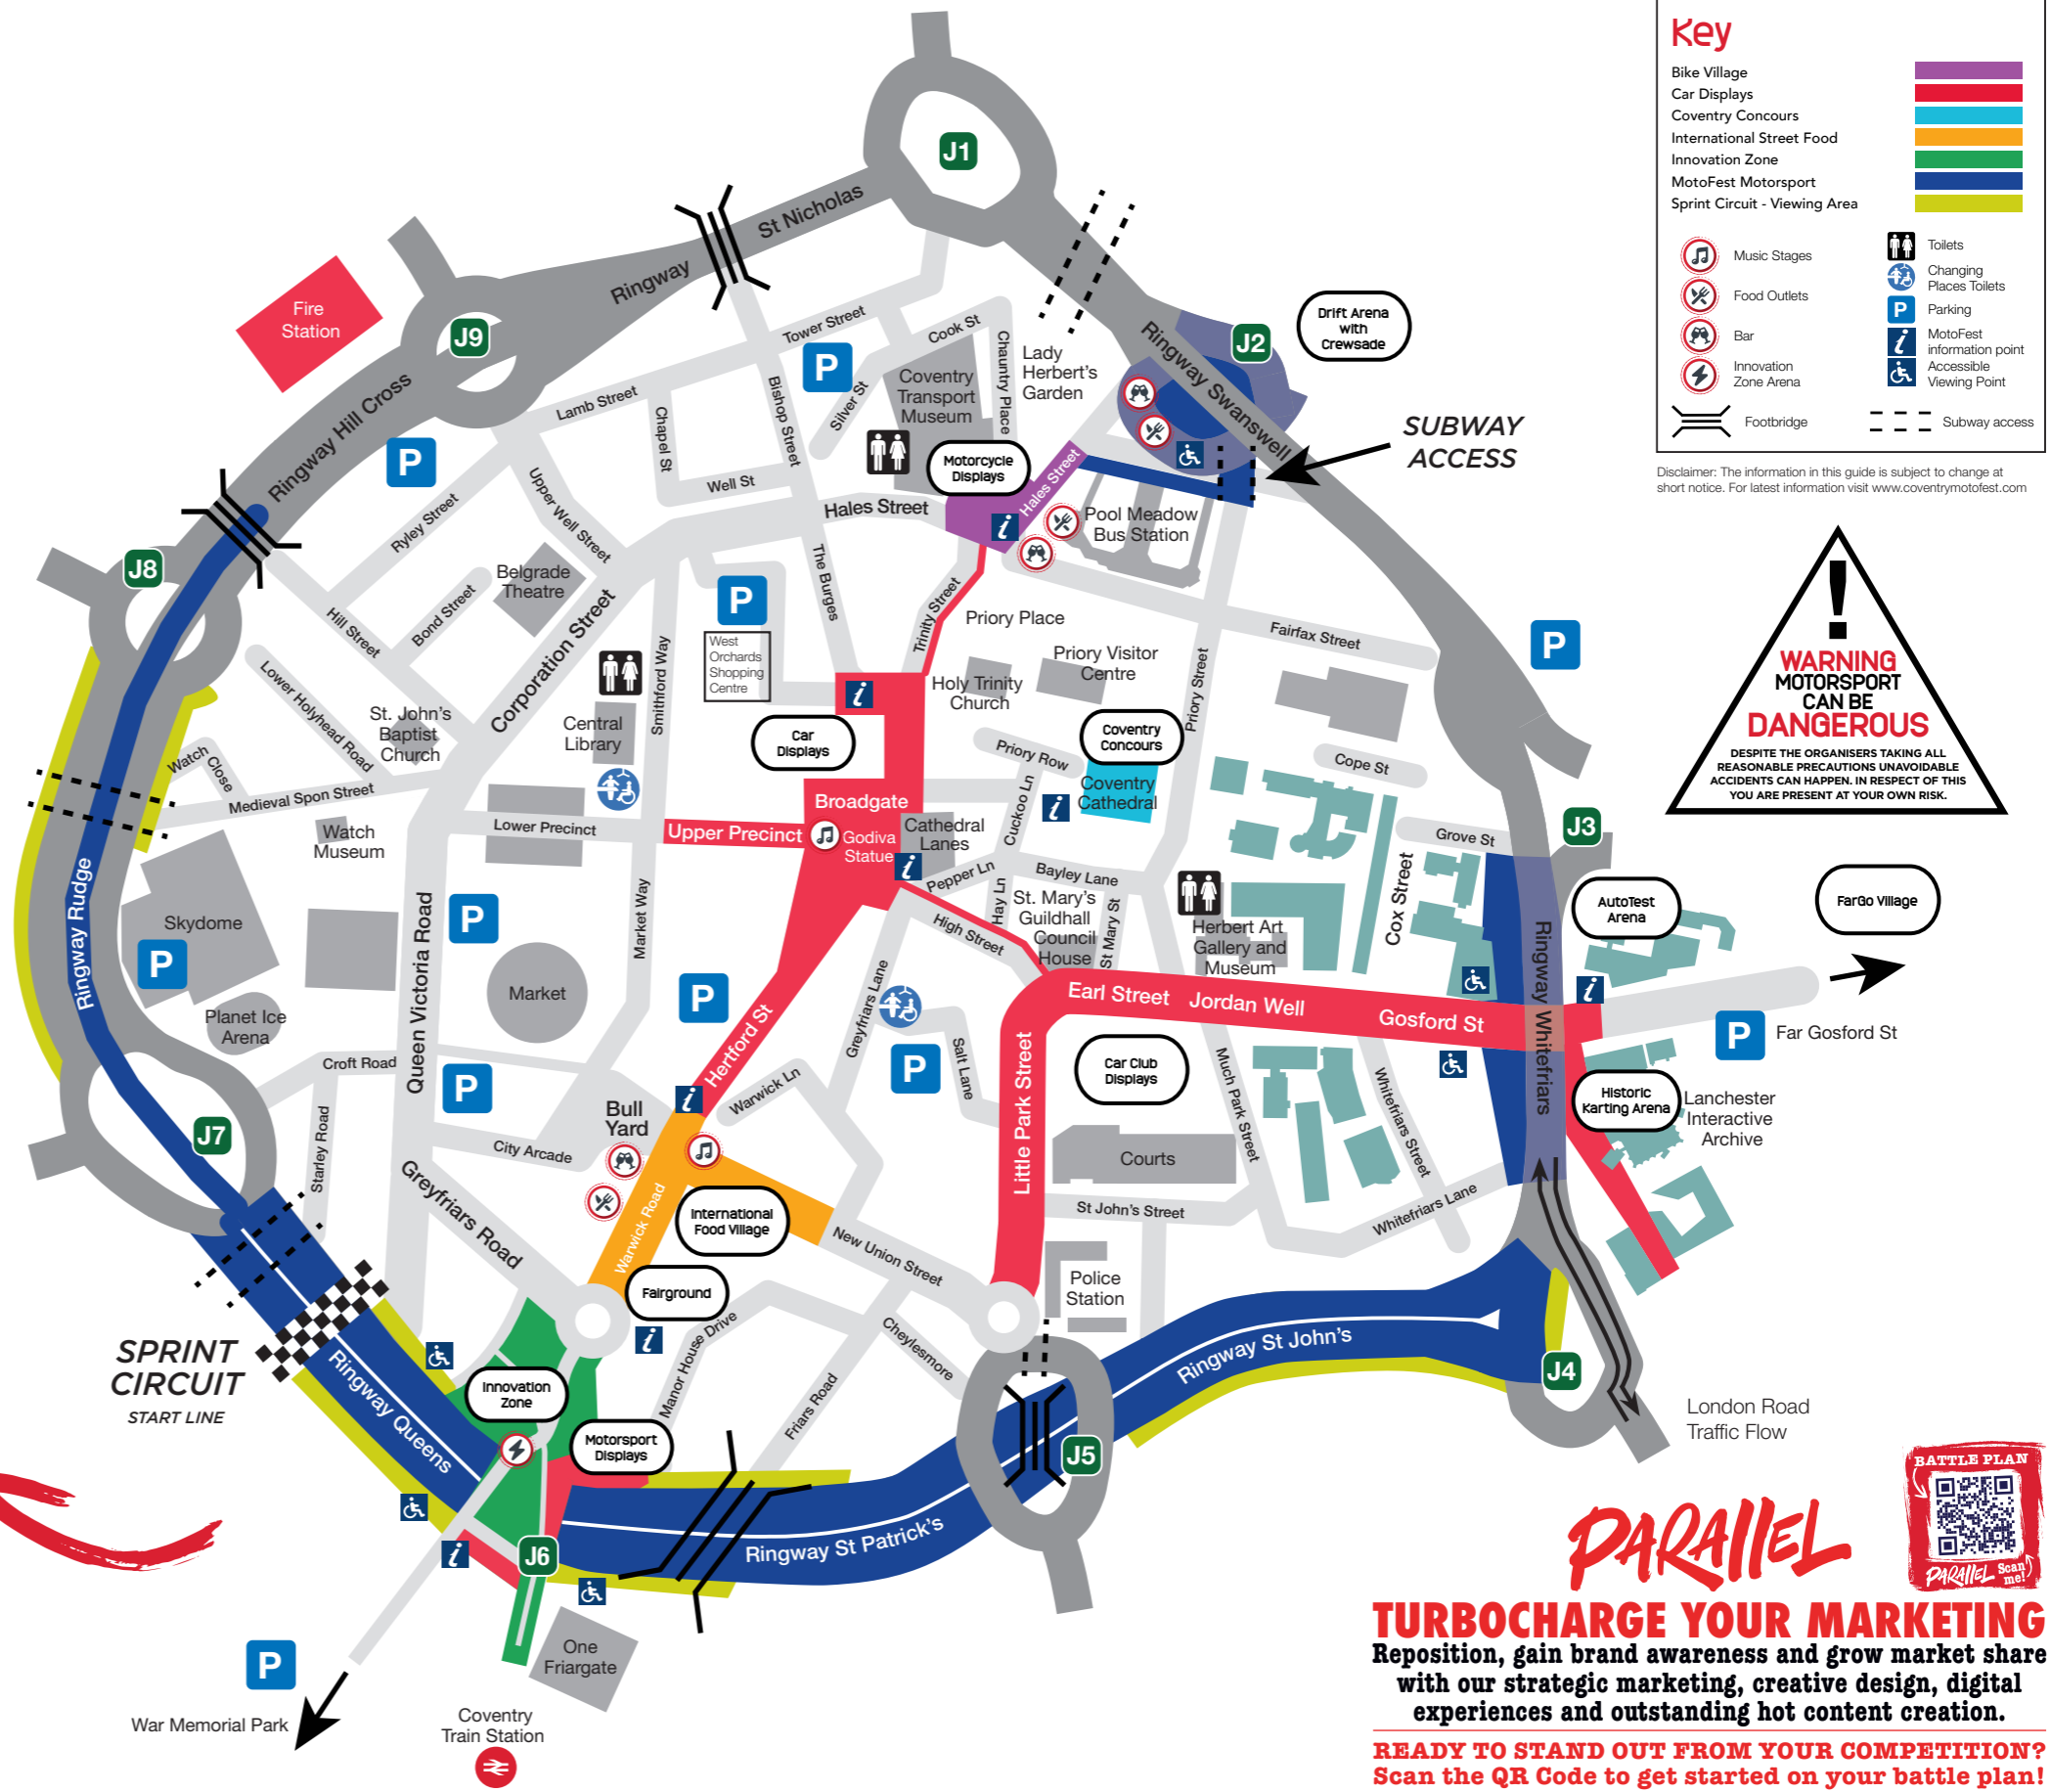 Key
Bike Village
Car Displays
Coventry Concours
International Street Food
Innovation Zone
MotoFest Motorsport
Sprint Circuit - Viewing Area
Music Stages
Food Outlets
Bar
Innovation
Zone Arena
Footbridge
Toilets
Changing
Places Toilets
P
Parking
i
MotoFest
information point
Accessible
Viewing Point
Subway access
Disclaimer: The information in this guide is subject to change at
short notice. For latest information visit www.coventrymotofest.com
J1
St Nicholas
Ringway
Fire
Station
J9
Ringway Hill Cross
Tower Street
Cook St
Chauntry Place
Lady
Herbert's
Garden
Ringway Swanswell
J2
Drift Arena
with
Crewsade
SUBWAY
ACCESS
P
Silver St
Coventry
Transport
Museum
Bishop Street
Lamb Street
Chapel St
Well St
P
Motorcycle
Displays
Hales Street
Hales Street
i
Pool Meadow
Bus Station
Ryley Street
Upper Well Street
J8
Belgrade
Theatre
Hill Street
Bond Street
The Burges
P
Trinity Street
Priory Place
Fairfax Street
P
West
Orchards
Shopping
Centre
Corporation Street
Smithford Way
Lower Holyhead Road
St. John's
Baptist
Church
Central
Library
i
Holy Trinity
Church
Priory Visitor
Centre
Priory Street
Car
Displays
Coventry
Concours
Priory Row
Coventry
Cathedral
i
Cuckoo Ln
Cope St
Watch
Close
Medieval Spon Street
Watch
Museum
Lower Precinct
Upper Precinct
Broadgate
Godiva
Statue
Cathedral
Lanes
i
Pepper Ln
Bayley Lane
Hay Ln
St. Mary's
Guildhall
Council
House
St Mary St
High Street
Herbert Art
Gallery and
Museum
Cox Street
Grove St
J3
AutoTest
Arena
FarGo Village
WARNING
MOTORSPORT
CAN BE
DANGEROUS
DESPITE THE ORGANISERS TAKING ALL
REASONABLE PRECAUTIONS UNAVOIDABLE
ACCIDENTS CAN HAPPEN. IN RESPECT OF THIS
YOU ARE PRESENT AT YOUR OWN RISK.
Ringway Rudge
Skydome
P
Planet Ice
Arena
Queen Victoria Road
P
Market
Market Way
P
Hertford St
Greyfriars Lane
P
Salt Lane
Earl Street
Jordan Well
Gosford St
i
Ringway Whitefriars
P
Far Gosford St
Croft Road
P
Starley Road
J7
Bull
Yard
i
Warwick Ln
Little Park Street
Car Club
Displays
Much Park Street
Whitefriars Street
Historic
Karting Arena
Lanchester
Interactive
Archive
City Arcade
Courts
Greyfriars Road
Warwick Road
International
Food Village
New Union Street
St John's Street
Whitefriars Lane
Fairground
i
Police
Station
Manor House Drive
Cheylesmore
Friars Road
SPRINT
CIRCUIT
START LINE
Ringway Queens
Innovation
Zone
Motorsport
Displays
Ringway St John's
J4
J5
London Road
Traffic Flow
i
J6
Ringway St Patrick's
One
Friargate
P
War Memorial Park
Coventry
Train Station
BATTLE PLAN
PARALLEL
Scan
me!
PARALLEL
TURBOCHARGE YOUR MARKETING
Reposition, gain brand awareness and grow market share
with our strategic marketing, creative design, digital
experiences and outstanding hot content creation.
READY TO STAND OUT FROM YOUR COMPETITION?
Scan the QR Code to get started on your battle plan!